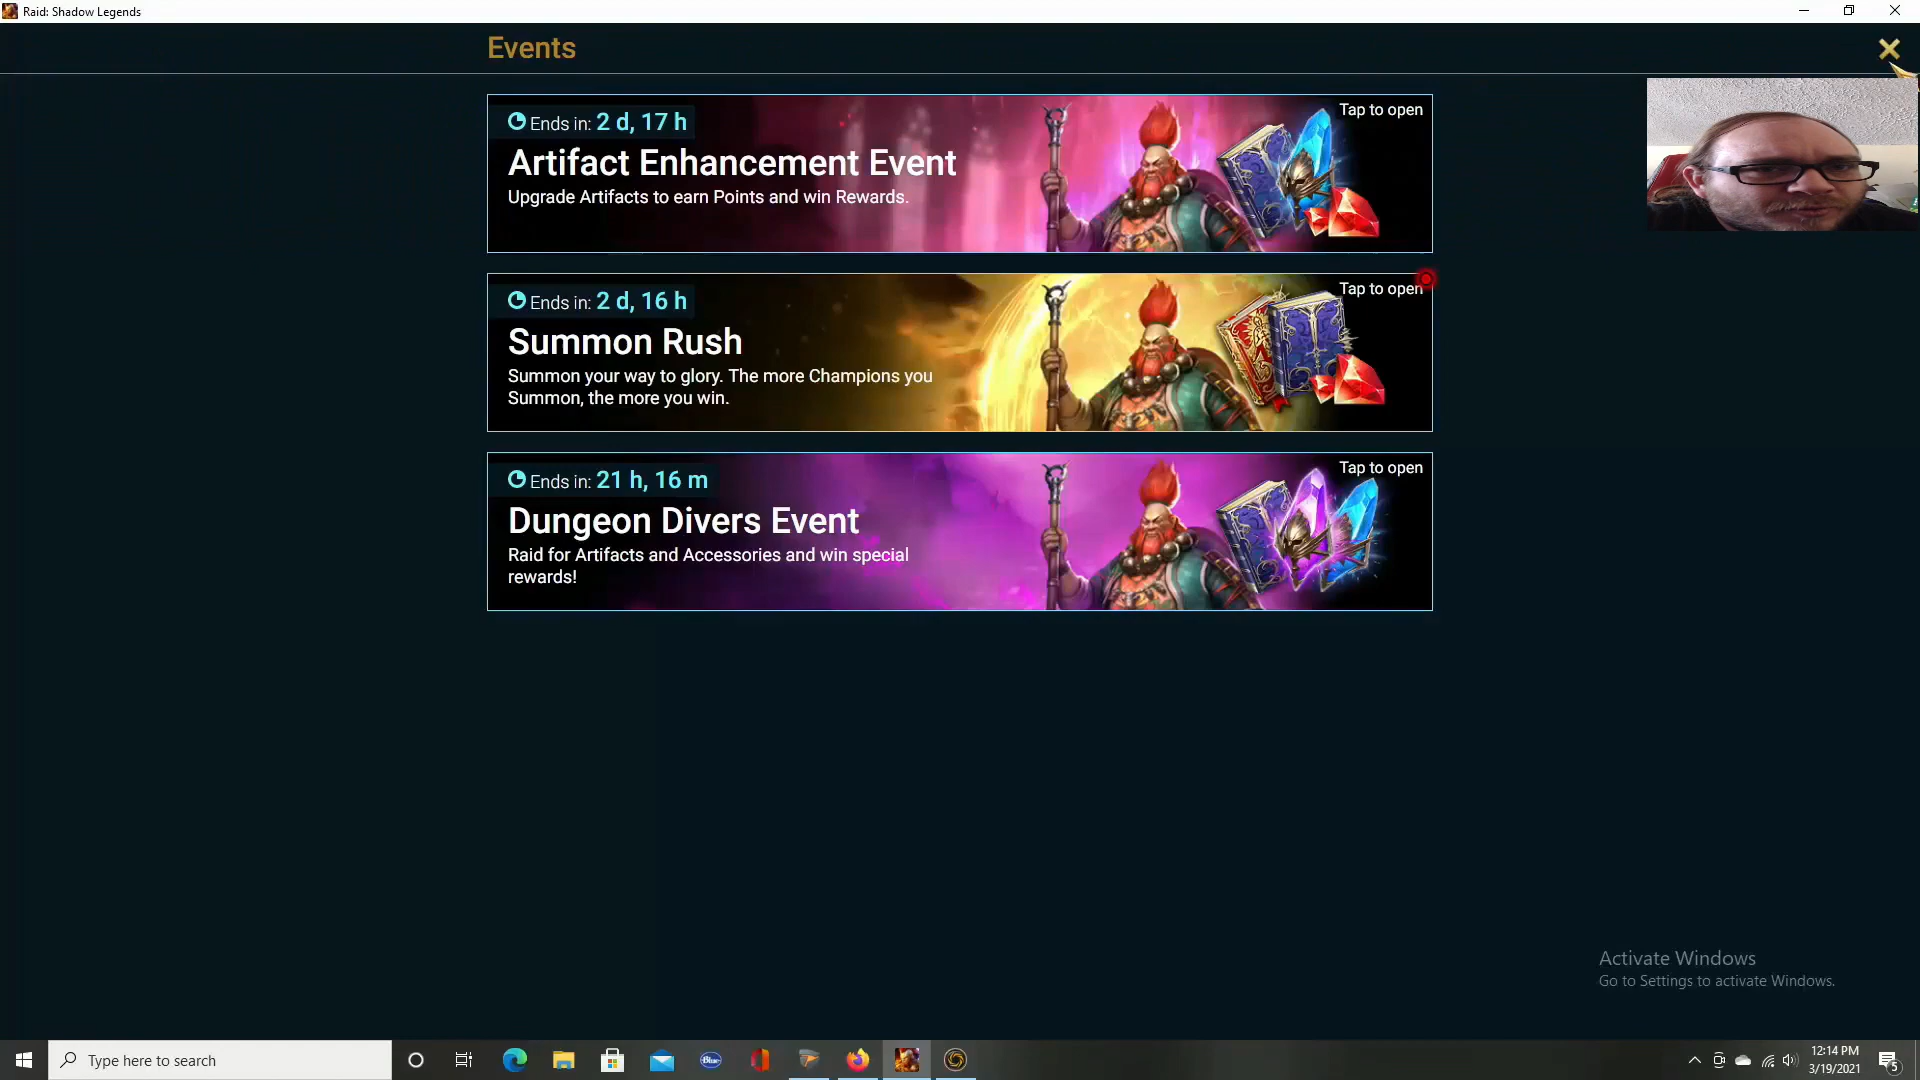 Raid: Shadow Legends
Events
Ends in: 2 d, 17 h
Tap to open
Artifact Enhancement Event
Upgrade Artifacts to earn Points and win Rewards.
Ends in: 2 d, 16 h
Tap to open
Summon Rush
Summon your way to glory. The more Champions you
Summon, the more you win.
Ends in: 21 h, 16 m
Tap to open
Dungeon Divers Event
Raid for Artifacts and Accessories and win special
rewards!
Activate Windows
Go to Settings to activate Windows.
Type here to search
Blue
12:14 PM
3/19/2021
5